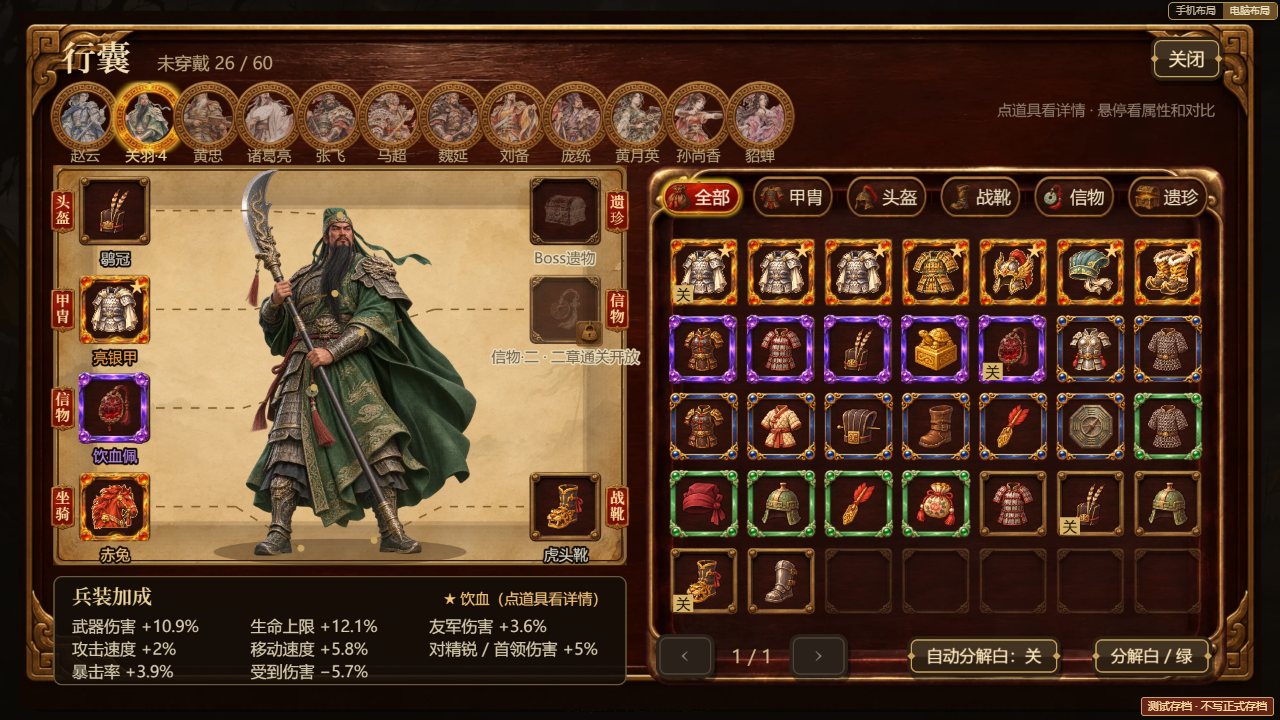 手机布局 电脑布局
行囊 未穿戴 26 / 60
关闭
点道具看详情 · 悬停看属性和对比
赵云 关羽·4 黄忠 诸葛亮 张飞 马超 魏延 刘备 庞统 黄月英 孙尚香 貂蝉
头盔
鹖冠
甲胄
亮银甲
信物
饮血佩
坐骑
赤兔
遗珍
Boss遗物
信物
信物·二 · 二章通关开放
战靴
虎头靴
全部 甲胄 头盔 战靴 信物 遗珍
关
关
关
关
兵装加成
★ 饮血（点道具看详情）
武器伤害 +10.9% 生命上限 +12.1% 友军伤害 +3.6%
攻击速度 +2% 移动速度 +5.8% 对精锐 / 首领伤害 +5%
暴击率 +3.9% 受到伤害 −5.7%
‹ 1 / 1 › 自动分解白：关 分解白 / 绿
测试存档 · 不写正式存档